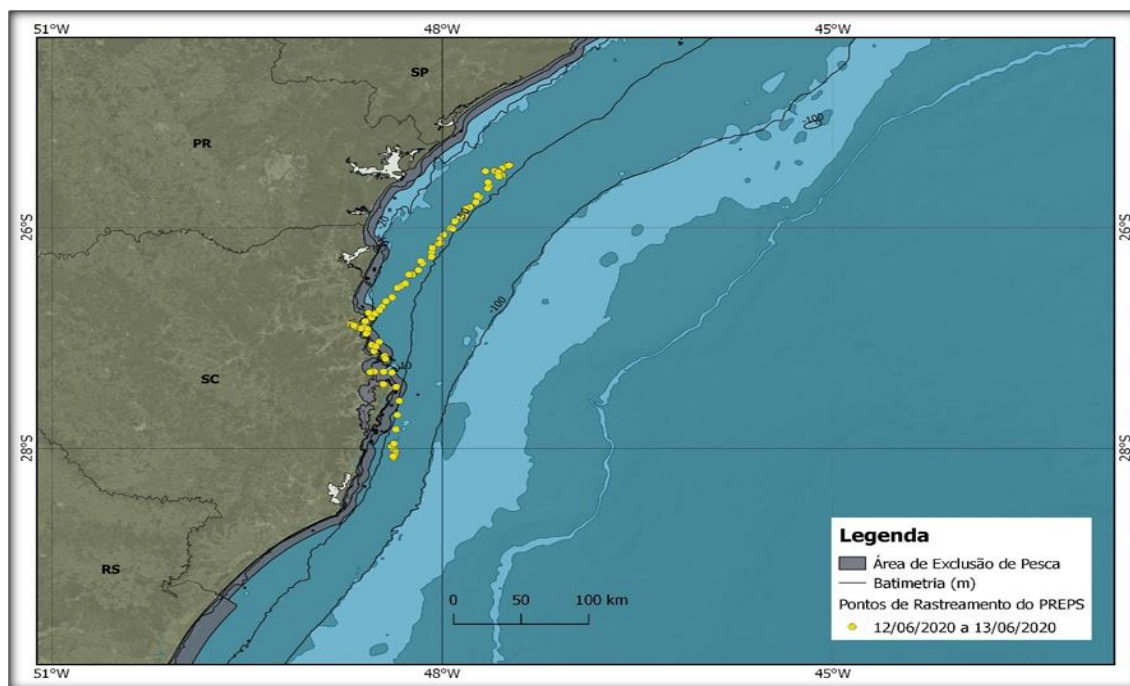 51°W 48°W 45°W
SP
PR
-100
-20
-50
26°S 26°S
-100
-10
SC
28°S 28°S
RS
Legenda
Área de Exclusão de Pesca
Batimetria (m)
Pontos de Rastreamento do PREPS
12/06/2020 a 13/06/2020
0 50 100 km
51°W 48°W 45°W